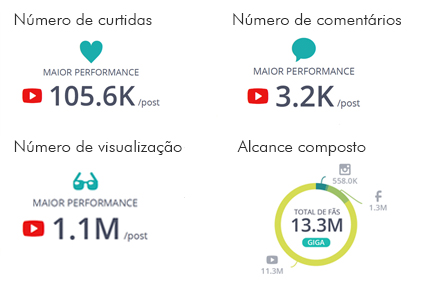 Número de curtidas
MAIOR PERFORMANCE
105.6K /post
Número de comentários
MAIOR PERFORMANCE
3.2K /post
Número de visualização
MAIOR PERFORMANCE
1.1M /post
Alcance composto
558.0K
1.3M
TOTAL DE FÃS
13.3M
GIGA
11.3M